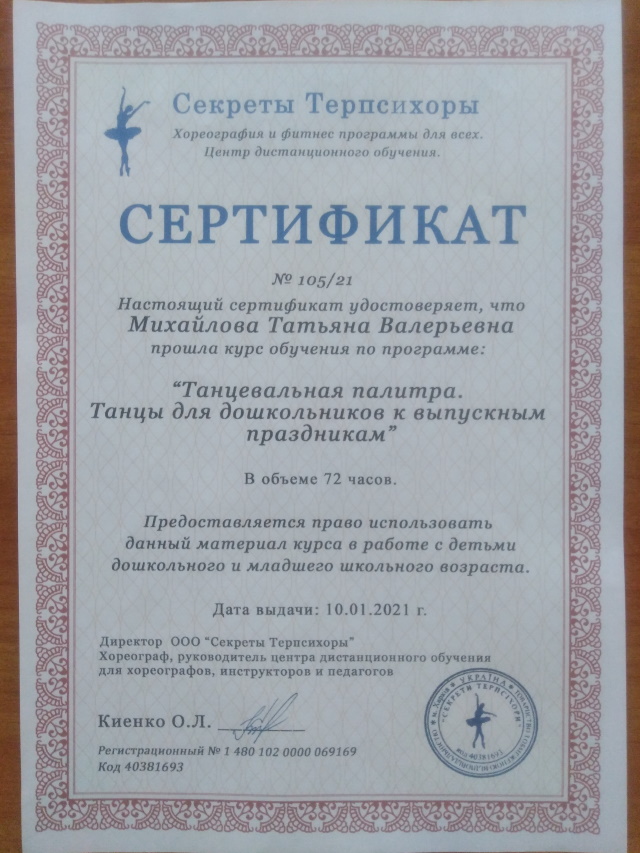 Секреты Терпсихоры
Хореография и фитнес программы для всех.
Центр дистанционного обучения.
СЕРТИФИКАТ
№ 105/21
Настоящий сертификат удостоверяет, что
Михайлова Татьяна Валерьевна
прошла курс обучения по программе:
“Танцевальная палитра.
Танцы для дошкольников к выпускным
праздникам”
В объеме 72 часов.
Предоставляется право использовать
данный материал курса в работе с детьми
дошкольного и младшего школьного возраста.
Дата выдачи: 10.01.2021 г.
Директор ООО “Секреты Терпсихоры”
Хореограф, руководитель центра дистанционного обучения
для хореографов, инструкторов и педагогов
Киенко О.Л.
Регистрационный № 1 480 102 0000 069169
Код 40381693
м. Харків * УКРАЇНА *
"СЕКРЕТИ ТЕРПСІХОРИ"
код 40381693